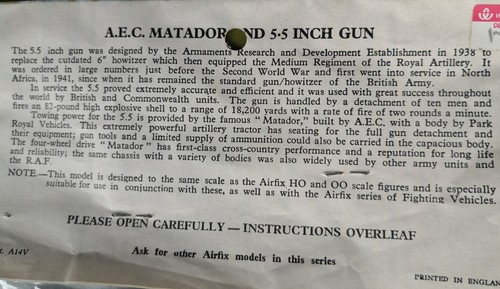 A.E.C. MATADOR AND 5·5 INCH GUN
The 5.5 inch gun was designed by the Armaments Research and Development Establishment in 1938 to
replace the outdated 6" howitzer which then equipped the Medium Regiment of the Royal Artillery. It
was ordered in large numbers just before the Second World War and first went into service in North
Africa, in 1941, since when it has remained the standard gun/howitzer of the British Army.
In service the 5.5 proved extremely accurate and efficient and it was used with great success throughout
the world by British and Commonwealth units. The gun is handled by a detachment of ten men and
fires an 82-pound high explosive shell to a range of 18,200 yards with a rate of fire of two rounds a minute.
Towing power for the 5.5 is provided by the famous "Matador," built by A.E.C. with a body by Park
Royal Vehicles. This extremely powerful artillery tractor has seating for the full gun detachment and
their equipment; gun tools and a limited supply of ammunition could also be carried in the capacious body.
The four-wheel drive "Matador" has first-class cross-country performance and a reputation for long life
and reliability; the same chassis with a variety of bodies was also widely used by other army units and
the R.A.F.
NOTE.—This model is designed to the same scale as the Airfix HO and OO scale figures and is especially
suitable for use in conjunction with these, as well as with the Airfix series of Fighting Vehicles.
PLEASE OPEN CAREFULLY — INSTRUCTIONS OVERLEAF
A14V
Ask for other Airfix models in this series
PRINTED IN ENGLAN